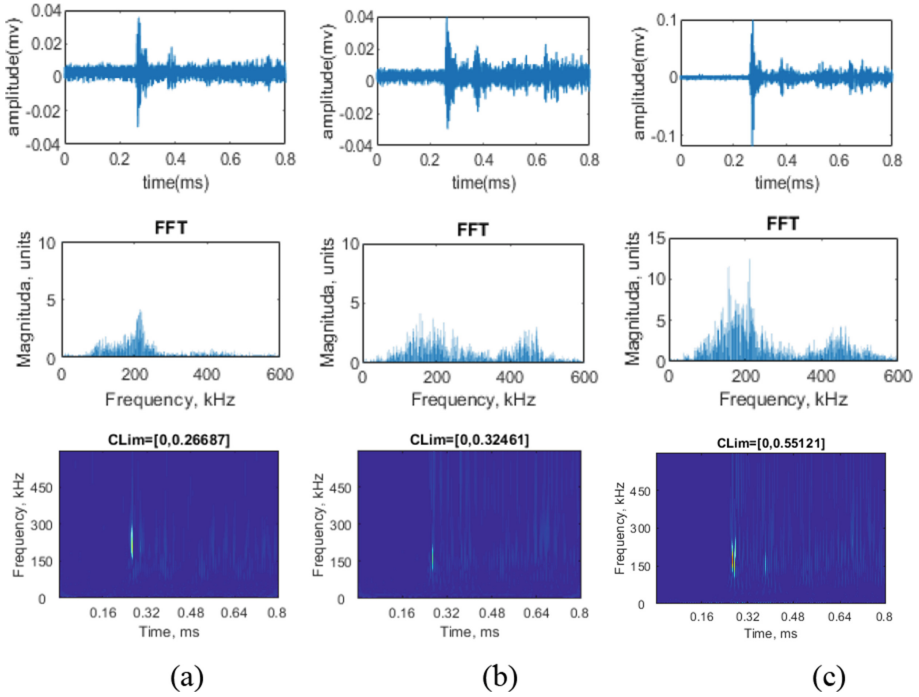 0.04
0.02
0
-0.02
-0.04
amplitude(mv)
0 0.2 0.4 0.6 0.8
time(ms)
0.04
0.02
0
-0.02
-0.04
amplitude(mv)
0 0.2 0.4 0.6 0.8
time(ms)
0.1
0
-0.1
amplitude(mv)
0 0.2 0.4 0.6 0.8
time(ms)
FFT
10
5
0
Magnituda, units
0 200 400 600
Frequency, kHz
FFT
10
5
0
Magnituda, units
0 200 400 600
Frequency, kHz
FFT
15
10
5
0
Magnituda, units
0 200 400 600
Frequency, kHz
CLim=[0,0.26687]
450
300
150
0
Frequency, kHz
0.16 0.32 0.48 0.64 0.8
Time, ms
CLim=[0,0.32461]
450
300
150
0
Frequency, kHz
0.16 0.32 0.48 0.64 0.8
Time, ms
CLim=[0,0.55121]
450
300
150
0
Frequency, kHz
0.16 0.32 0.48 0.64 0.8
Time, ms
(a) (b) (c)